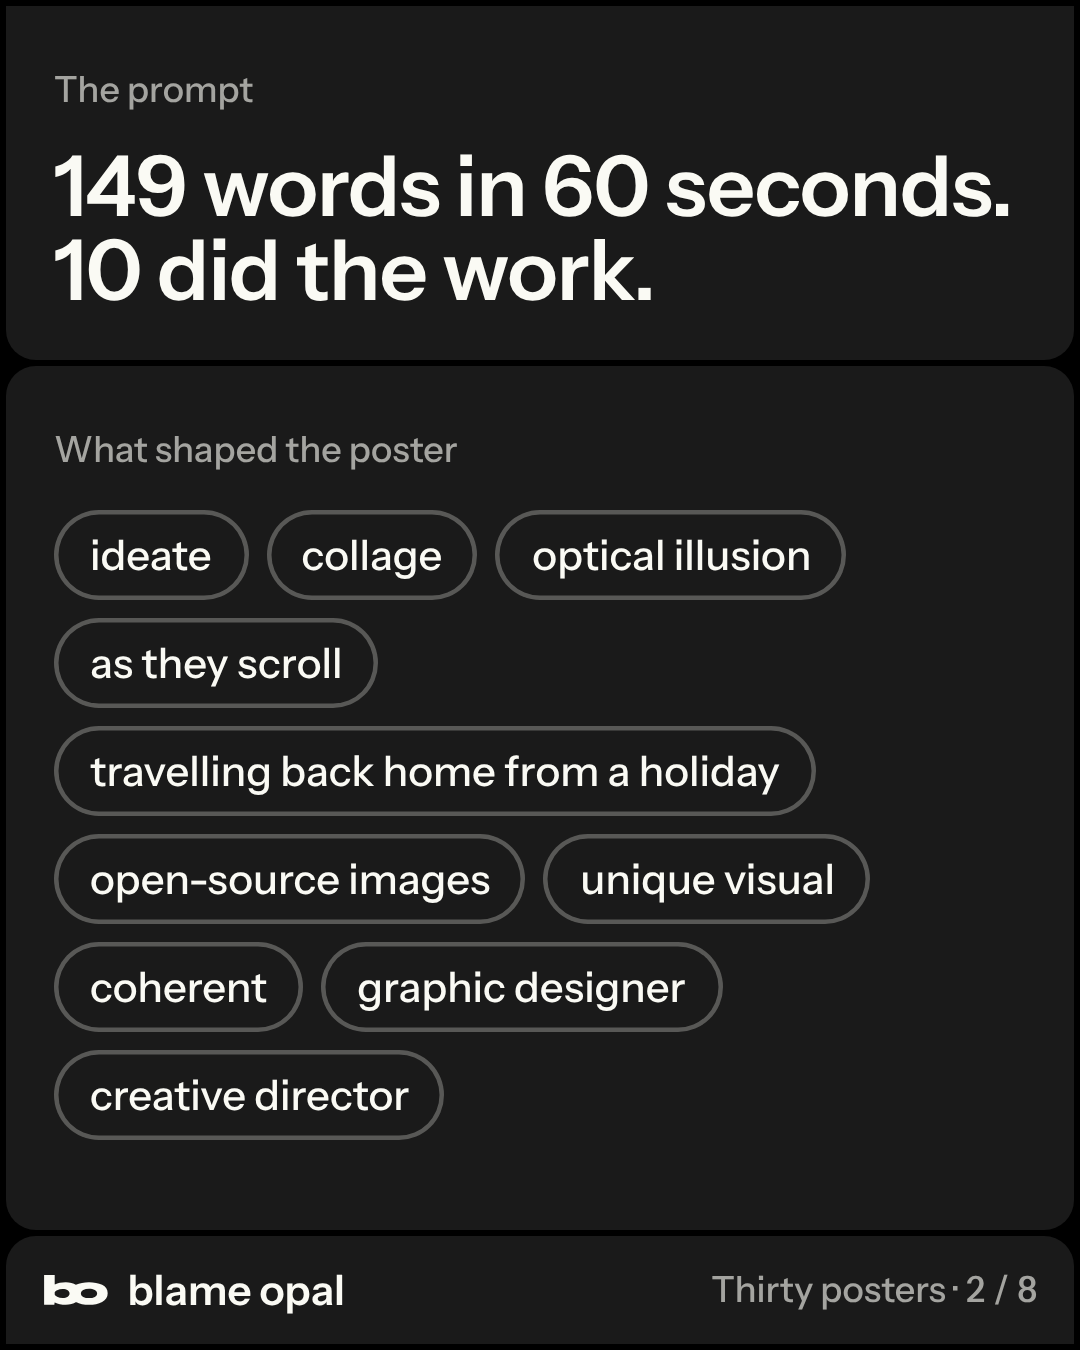 The prompt
149 words in 60 seconds.
10 did the work.
What shaped the poster
ideate collage optical illusion
as they scroll
travelling back home from a holiday
open-source images unique visual
coherent graphic designer
creative director
bo blame opal Thirty posters · 2 / 8